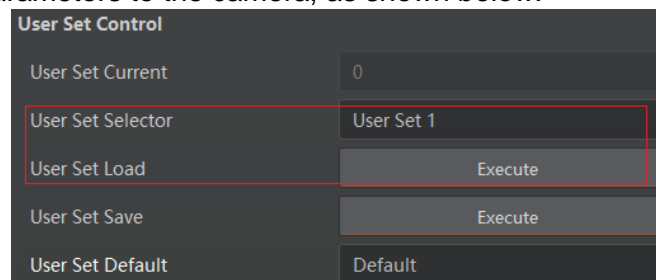 arameters to the camera, as shown below:
User Set Control
User Set Current 0
User Set Selector User Set 1
User Set Load Execute
User Set Save Execute
User Set Default Default